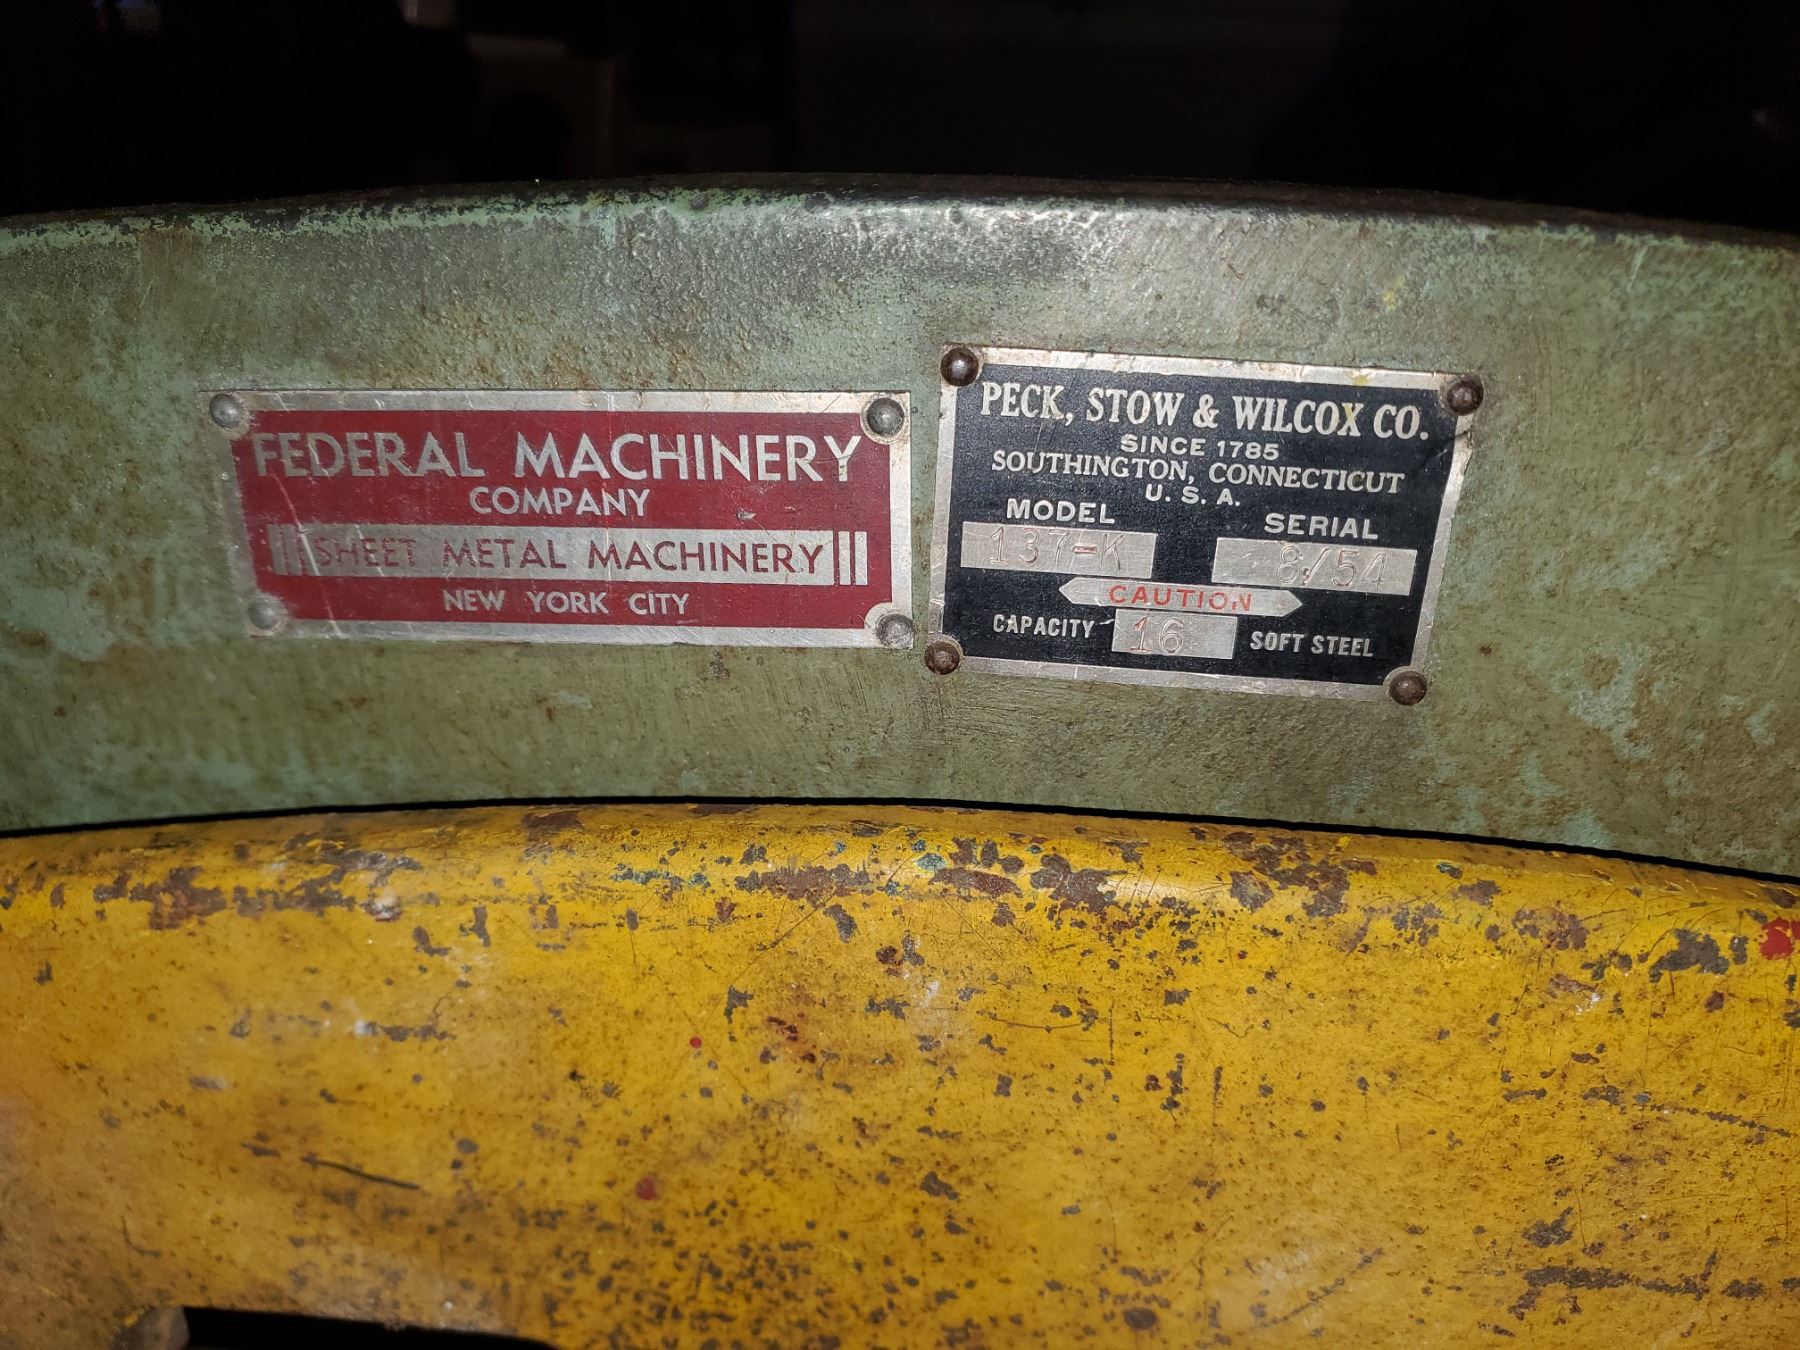 FEDERAL MACHINERY
COMPANY
SHEET METAL MACHINERY
NEW YORK CITY
PECK, STOW & WILCOX CO.
SINCE 1785
SOUTHINGTON, CONNECTICUT
U. S. A.
MODEL SERIAL
137-K 8/54
CAUTION
CAPACITY 16 SOFT STEEL